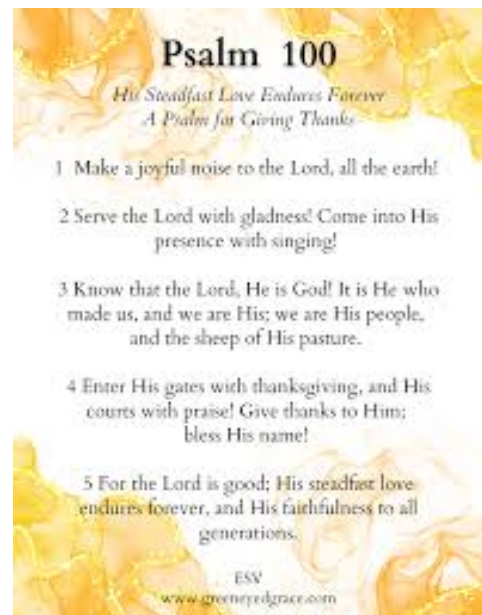 Psalm 100
His Steadfast Love Endures Forever
A Psalm for Giving Thanks
1 Make a joyful noise to the Lord, all the earth!
2 Serve the Lord with gladness! Come into His
presence with singing!
3 Know that the Lord, He is God! It is He who
made us, and we are His; we are His people,
and the sheep of His pasture.
4 Enter His gates with thanksgiving, and His
courts with praise! Give thanks to Him;
bless His name!
5 For the Lord is good; His steadfast love
endures forever, and His faithfulness to all
generations.
ESV
www.greeneyedgrace.com